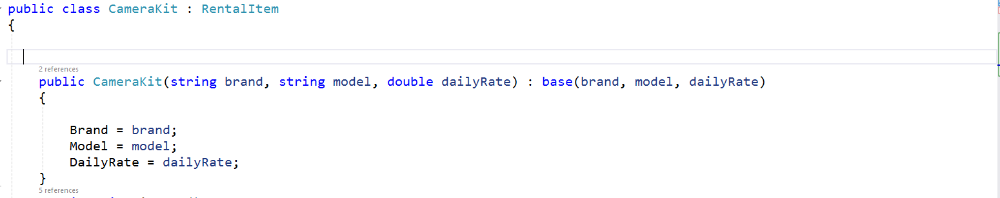 public class CameraKit : RentalItem
{
2 references
public CameraKit(string brand, string model, double dailyRate) : base(brand, model, dailyRate)
{
Brand = brand;
Model = model;
DailyRate = dailyRate;
}
5 references